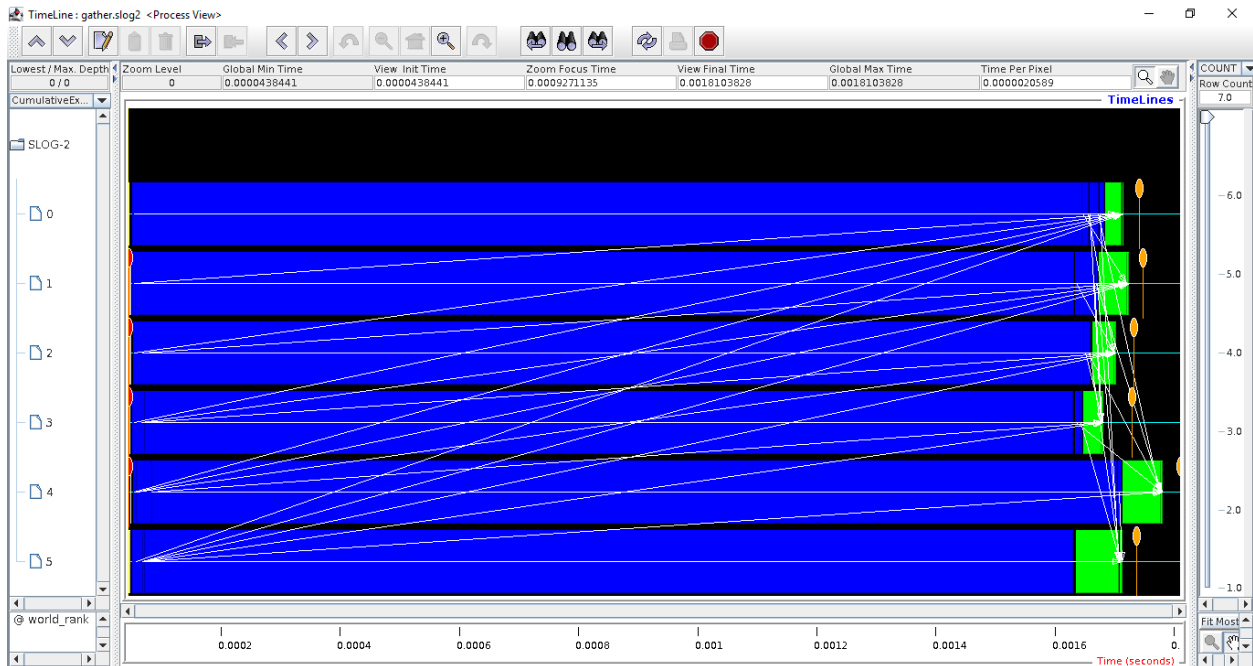 TimeLine : gather.slog2 <Process View>
Lowest / Max. Depth
0 / 0
Zoom Level
0
Global Min Time
0.0000438441
View Init Time
0.0000438441
Zoom Focus Time
0.0009271135
View Final Time
0.0018103828
Global Max Time
0.0018103828
Time Per Pixel
0.0000020589
COUNT
Row Count
7.0
CumulativeEx...
TimeLines
SLOG-2
0
1
2
3
4
5
6.0
5.0
4.0
3.0
2.0
1.0
@ world_rank
0.0002
0.0004
0.0006
0.0008
0.001
0.0012
0.0014
0.0016
0.
Time (seconds)
Fit Most